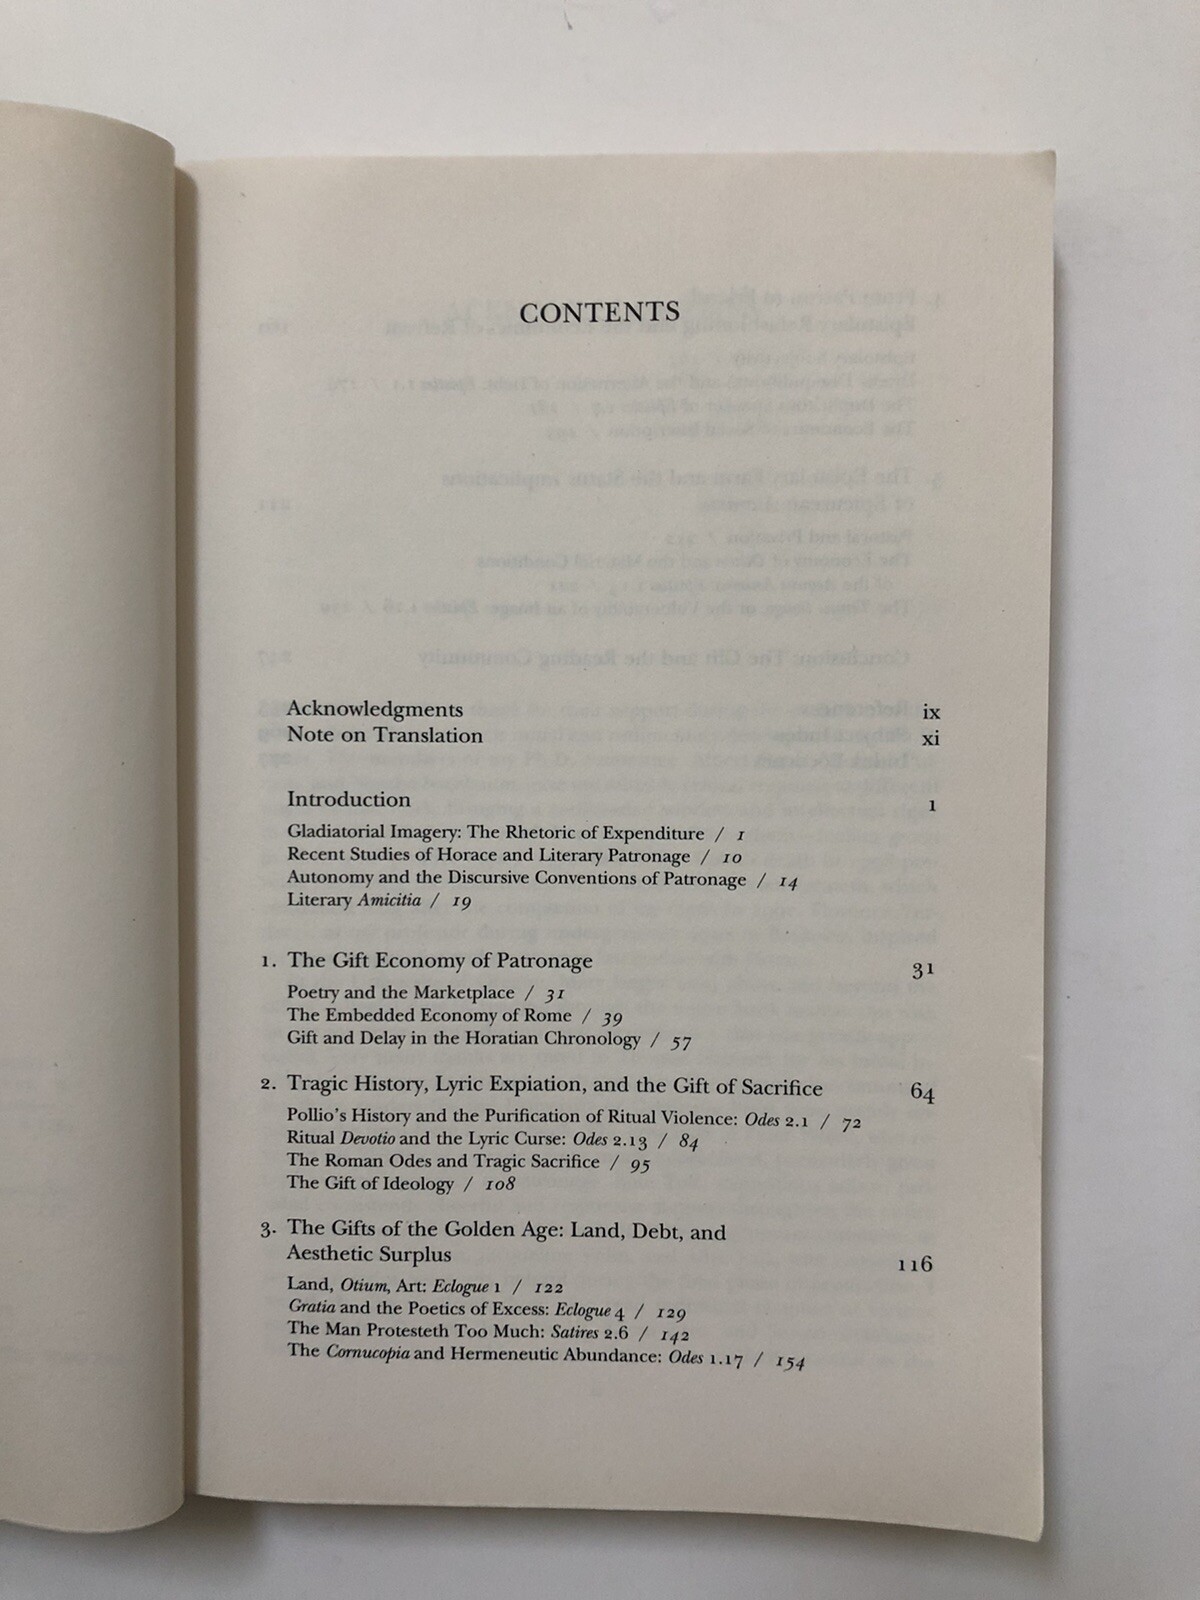 CONTENTS
Acknowledgments ix
Note on Translation xi
Introduction 1
Gladiatorial Imagery: The Rhetoric of Expenditure / 1
Recent Studies of Horace and Literary Patronage / 10
Autonomy and the Discursive Conventions of Patronage / 14
Literary Amicitia / 19
1. The Gift Economy of Patronage 31
Poetry and the Marketplace / 31
The Embedded Economy of Rome / 39
Gift and Delay in the Horatian Chronology / 57
2. Tragic History, Lyric Expiation, and the Gift of Sacrifice 64
Pollio's History and the Purification of Ritual Violence: Odes 2.1 / 72
Ritual Devotio and the Lyric Curse: Odes 2.13 / 84
The Roman Odes and Tragic Sacrifice / 95
The Gift of Ideology / 108
3. The Gifts of the Golden Age: Land, Debt, and
Aesthetic Surplus 116
Land, Otium, Art: Eclogue 1 / 122
Gratia and the Poetics of Excess: Eclogue 4 / 129
The Man Protesteth Too Much: Satires 2.6 / 142
The Cornucopia and Hermeneutic Abundance: Odes 1.17 / 154